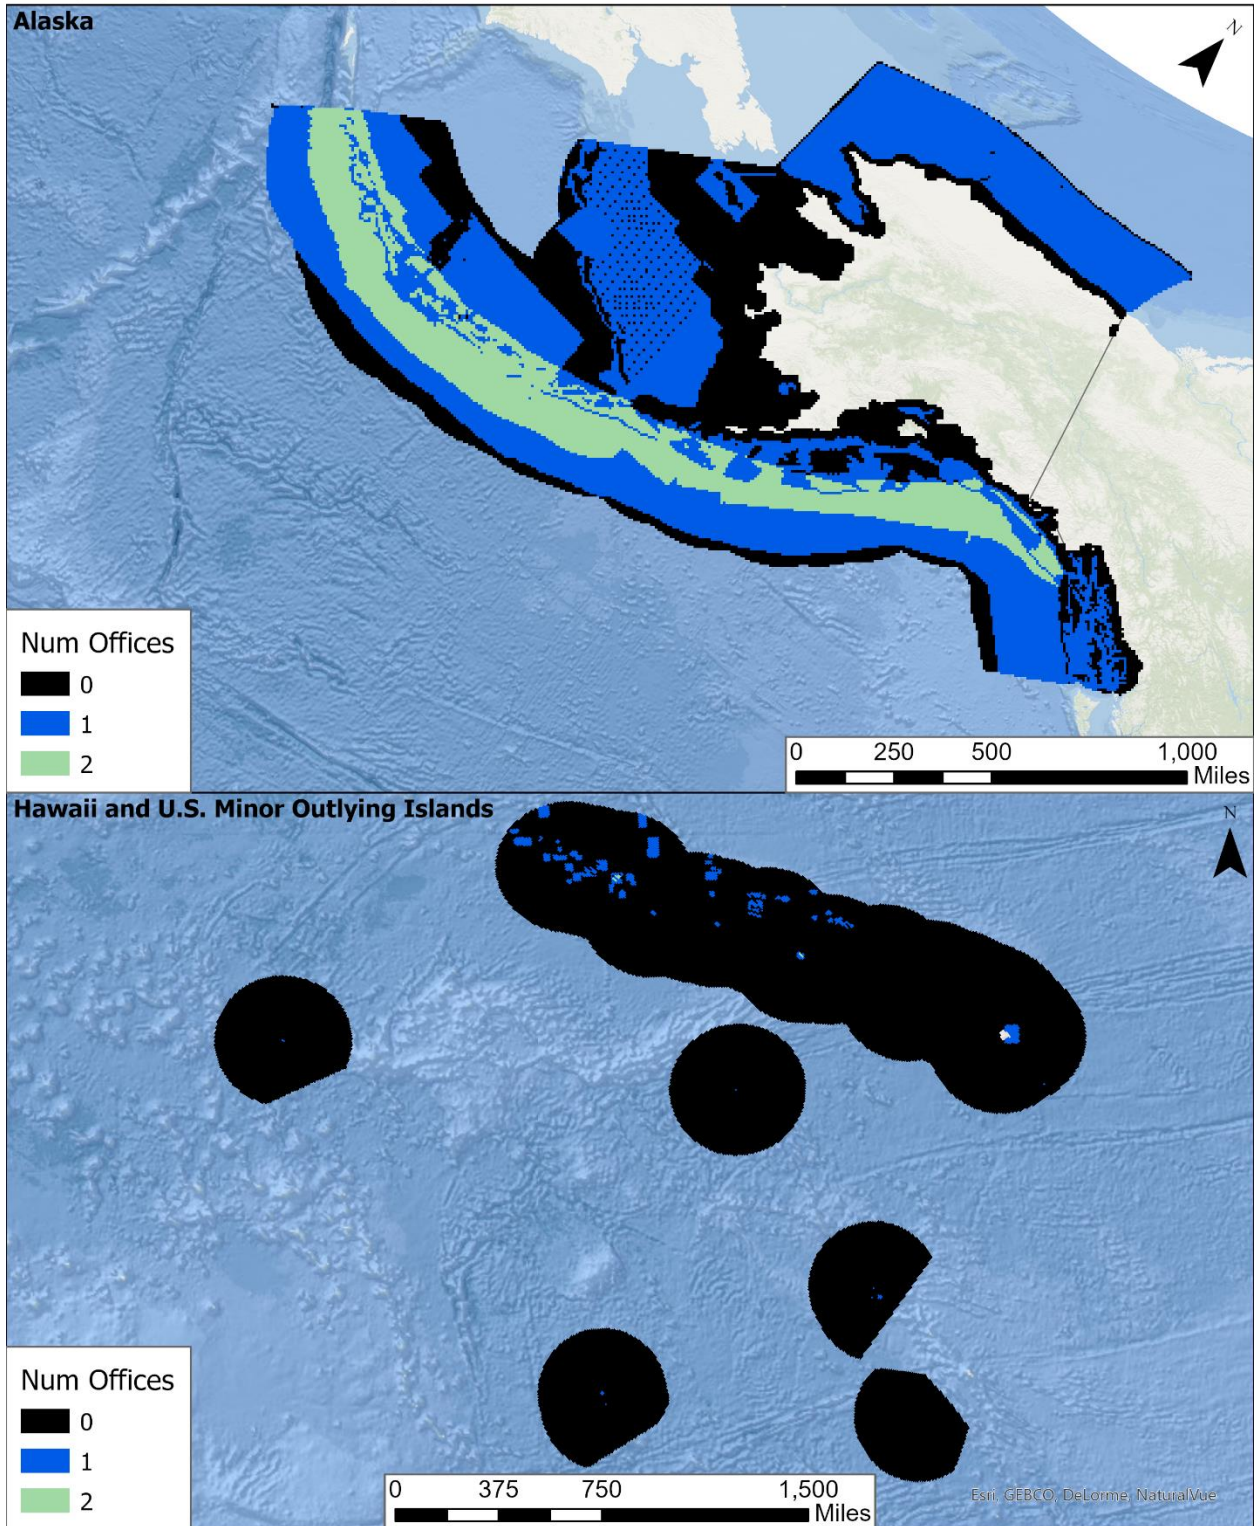 Alaska
N
Num Offices
0
1
2
0 250 500 1,000
Miles
Hawaii and U.S. Minor Outlying Islands
N
Num Offices
0
1
2
0 375 750 1,500
Miles
Esri, GEBCO, DeLorme, NaturalVue